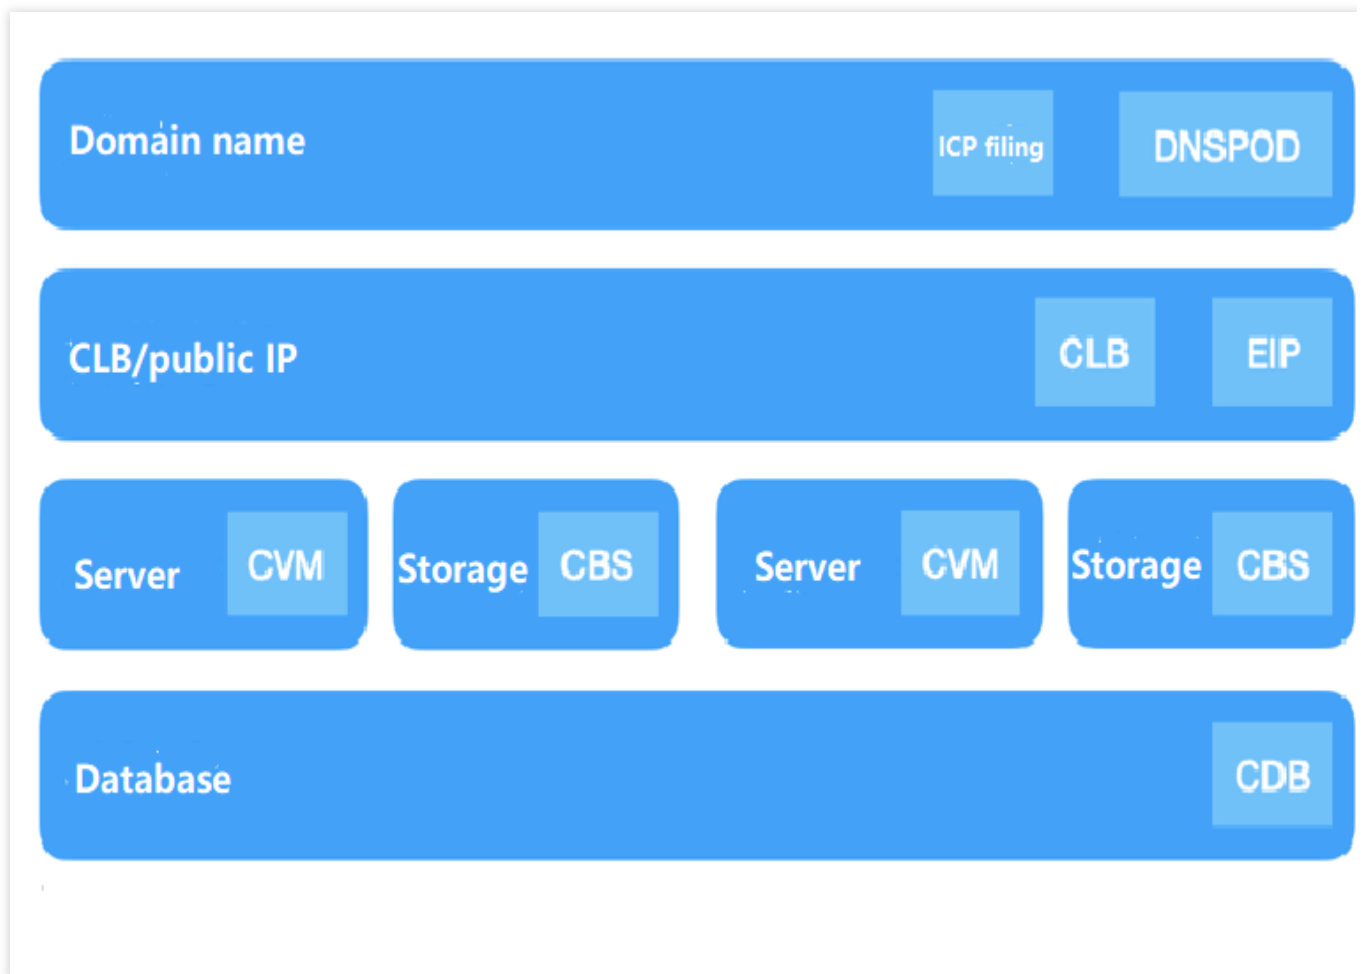 Domain name
ICP filing
DNSPOD
CLB/public IP
CLB
EIP
Server
CVM
Storage
CBS
Server
CVM
Storage
CBS
Database
CDB